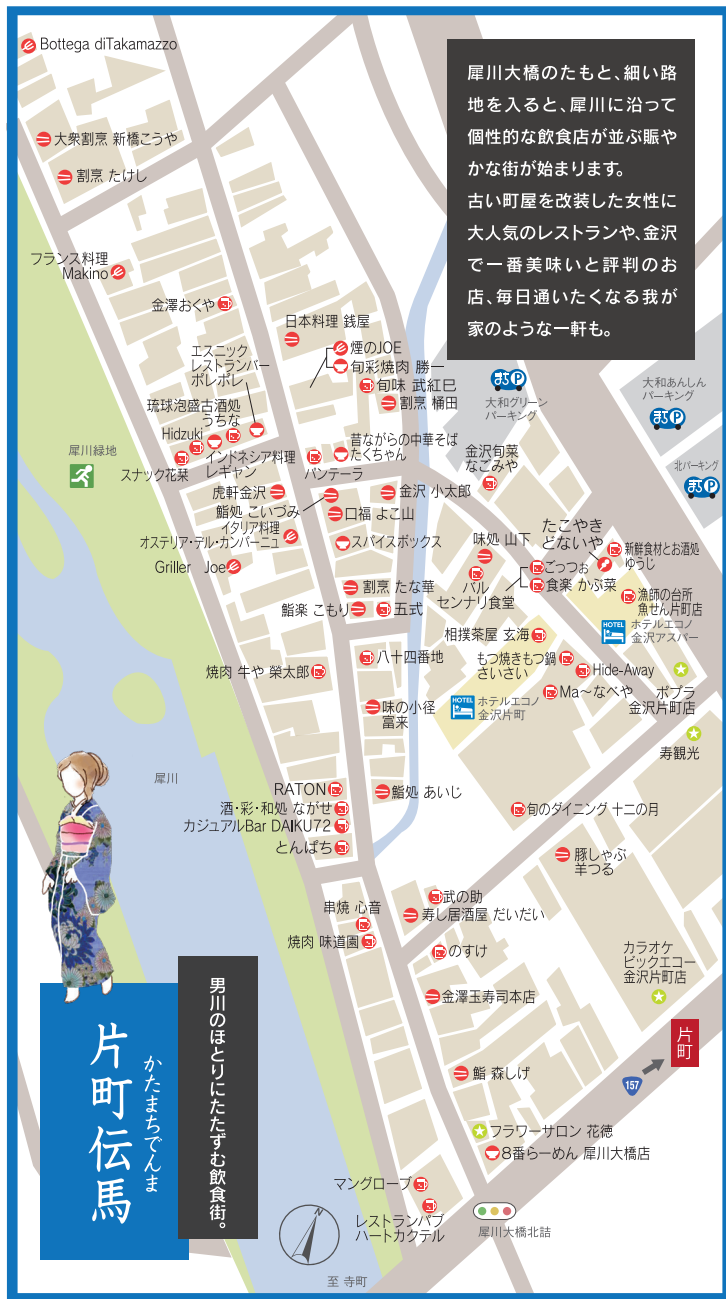 Bottega diTakamazzo
大衆割烹 新橋こうや
割烹 たけし
犀川大橋のたもと、細い路
地を入ると、犀川に沿って
個性的な飲食店が並ぶ賑や
かな街が始まります。
古い町屋を改装した女性に
大人気のレストランや、金沢
で一番美味いと評判のお
店、毎日通いたくなる我が
家のような一軒も。
フランス料理
Makino
金澤おくや
日本料理 銭屋
煙のJOE
旬彩焼肉 勝一
旬味 武紅巳
割烹 桶田
エスニック
レストランバー
ポレポレ
琉球泡盛古酒処
うちな
Hidzuki
インドネシア料理
レギャン
スナック花栞
犀川緑地
パンテーラ
昔ながらの中華そば
たくちゃん
大和グリーン
パーキング
まちP
大和あんしん
パーキング
まちP
北パーキング
まちP
金沢旬菜
なごみや
虎軒金沢
鮨処 こいづみ
金沢 小太郎
口福 よこ山
イタリア料理
オステリア・デル・カンパーニュ
スパイスボックス
Griller Joe
味処 山下
バル
センナリ食堂
たこやき
どないや
ごっつぉ
食楽 かぶ菜
新鮮食材とお酒処
ゆうじ
漁師の台所
魚せん片町店
HOTEL
ホテルエコノ
金沢アスパー
割烹 たな華
鮨楽 こもり
五弍
相撲茶屋 玄海
八十四番地
もつ焼きもつ鍋
さいさい
Hide-Away
Ma〜なべや
ポプラ
金沢片町店
焼肉 牛や 榮太郎
味の小径
富来
HOTEL
ホテルエコノ
金沢片町
寿観光
犀川
RATON
鮨処 あいじ
酒・彩・和処 ながせ
カジュアルBar DAIKU72
とんぱち
旬のダイニング 十二の月
豚しゃぶ
羊つる
武の助
寿し居酒屋 だいだい
串焼 心音
焼肉 味道園
のすけ
カラオケ
ビックエコー
金沢片町店
金澤玉寿司本店
片町
157
鮨 森しげ
フラワーサロン 花徳
8番らーめん 犀川大橋店
マングローブ
レストランパブ
ハートカクテル
犀川大橋北詰
N
至 寺町
男川のほとりにたたずむ飲食街。
かたまちでんま
片町伝馬